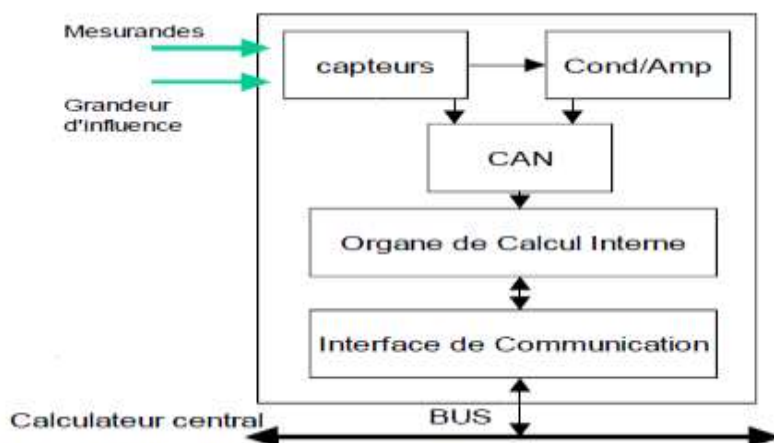 Mesurandes
capteurs
Cond/Amp
Grandeur
d'influence
CAN
Organe de Calcul Interne
Interface de Communication
BUS
Calculateur central